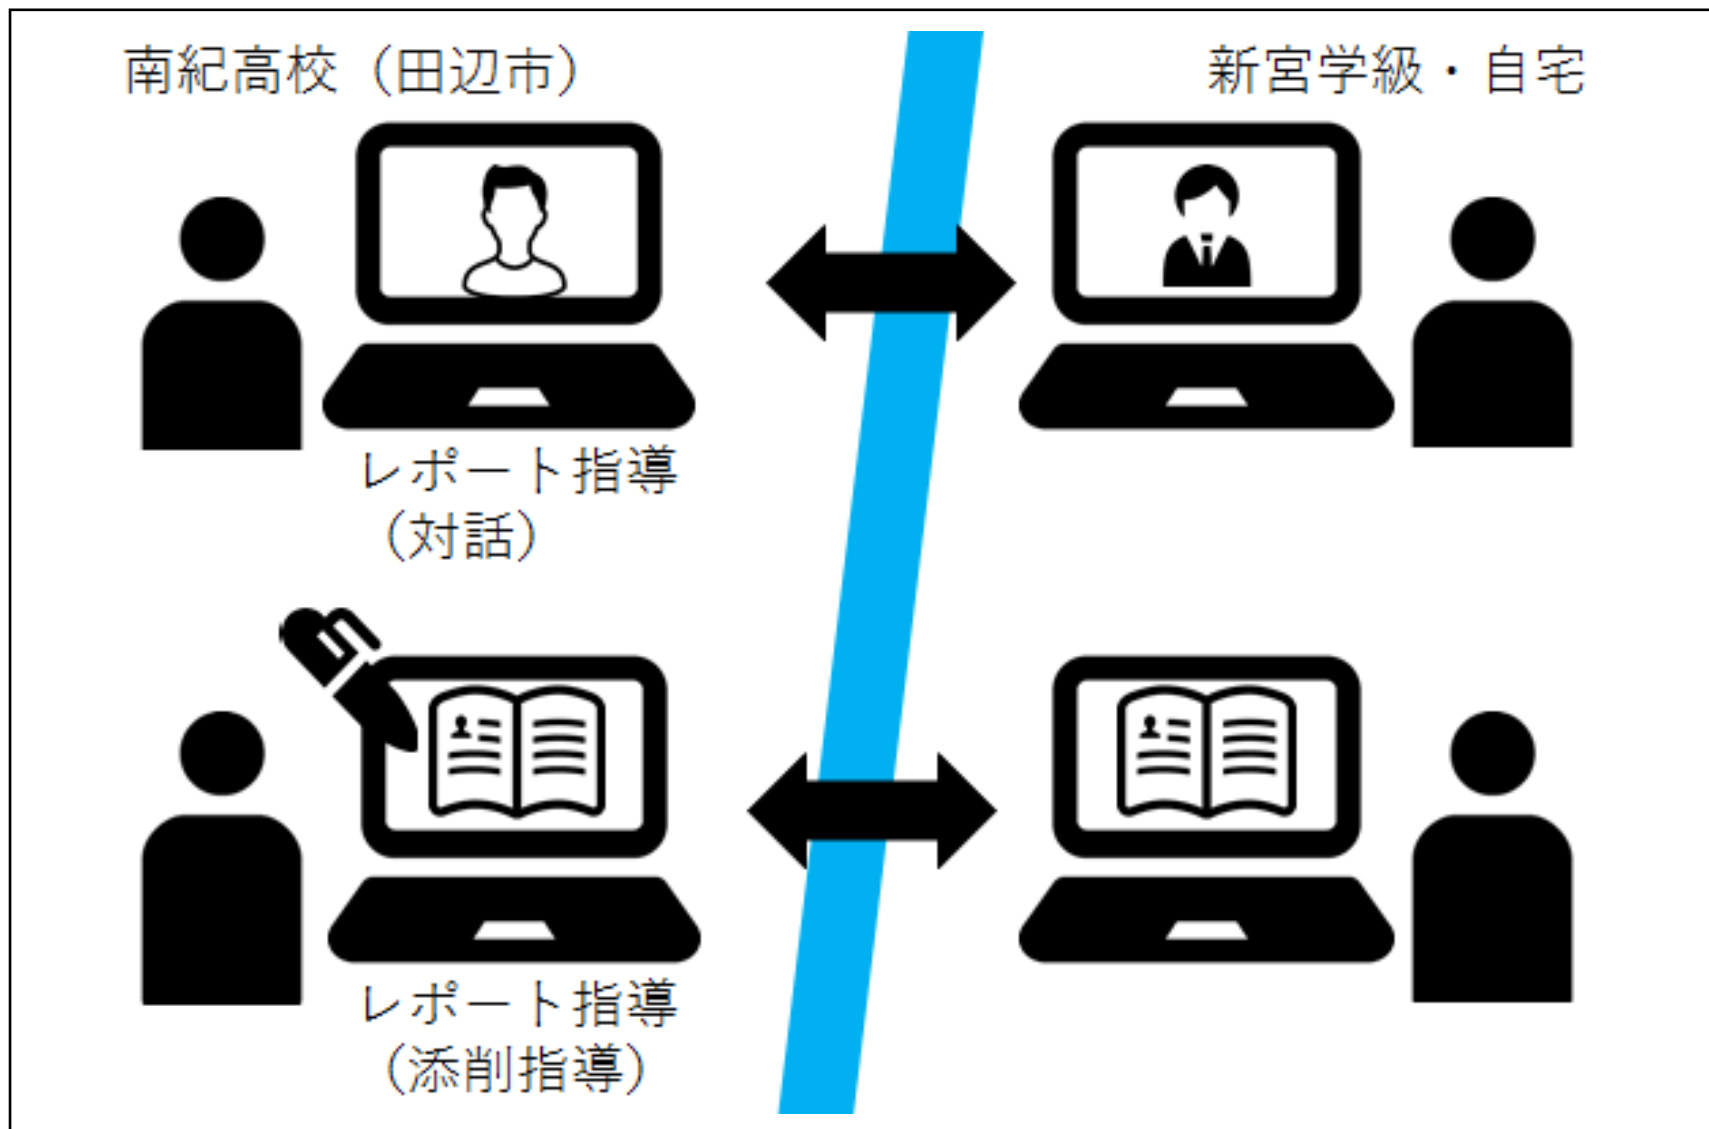 南紀高校（田辺市）
新宮学級・自宅
レポート指導
（対話）
レポート指導
（添削指導）